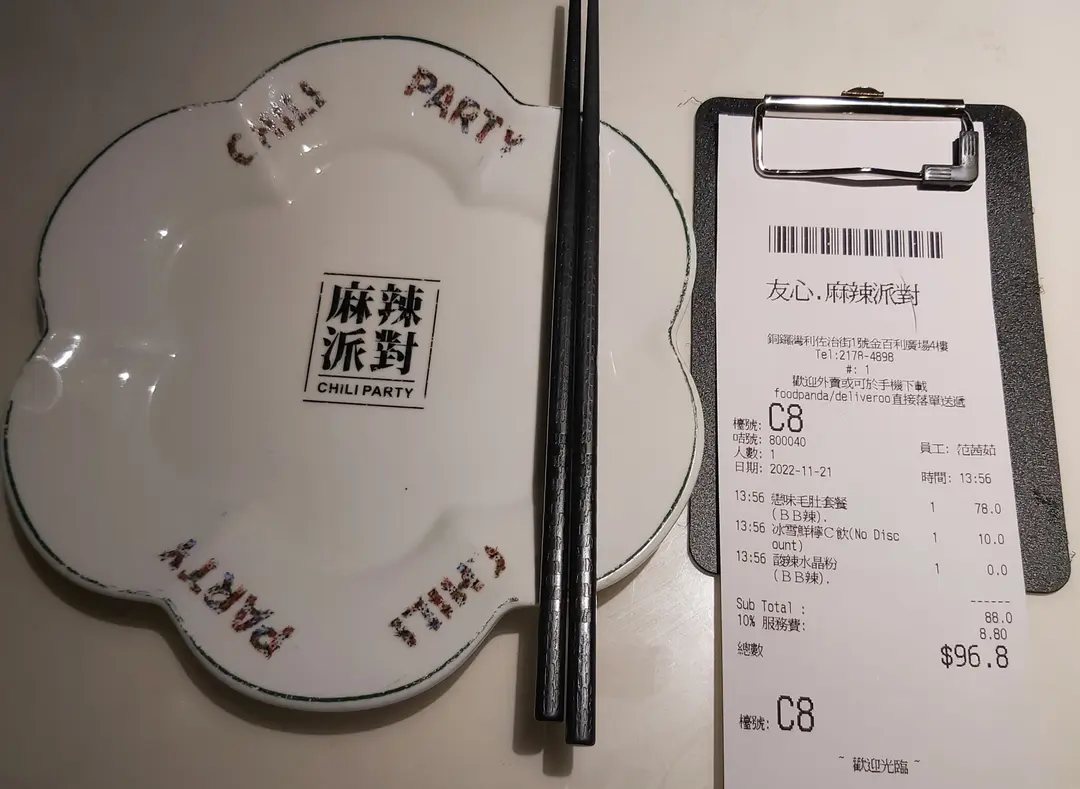 CHILI PARTY
麻辣
派對
CHILI PARTY
CHILI PARTY
友心.麻辣派對
銅鑼灣利佐治街1號金百利廣場4樓
Tel:2178-4898
#: 1
歡迎外賣或可於手機下載
foodpanda/deliveroo直接落單送遞
檯號: C8
咭號: 800040
員工: 范茜茹
人數: 1
日期: 2022-11-21
時間: 13:56
13:56 戀味毛肚套餐 1 78.0
(ＢＢ辣).
13:56 冰雪鮮檸Ｃ飲(No Disc 1 10.0
ount)
13:56 酸辣水晶粉 1 0.0
(ＢＢ辣).
------
Sub Total : 88.0
10% 服務費: 8.80
總數 $96.8
檯號: C8
~ 歡迎光臨 ~